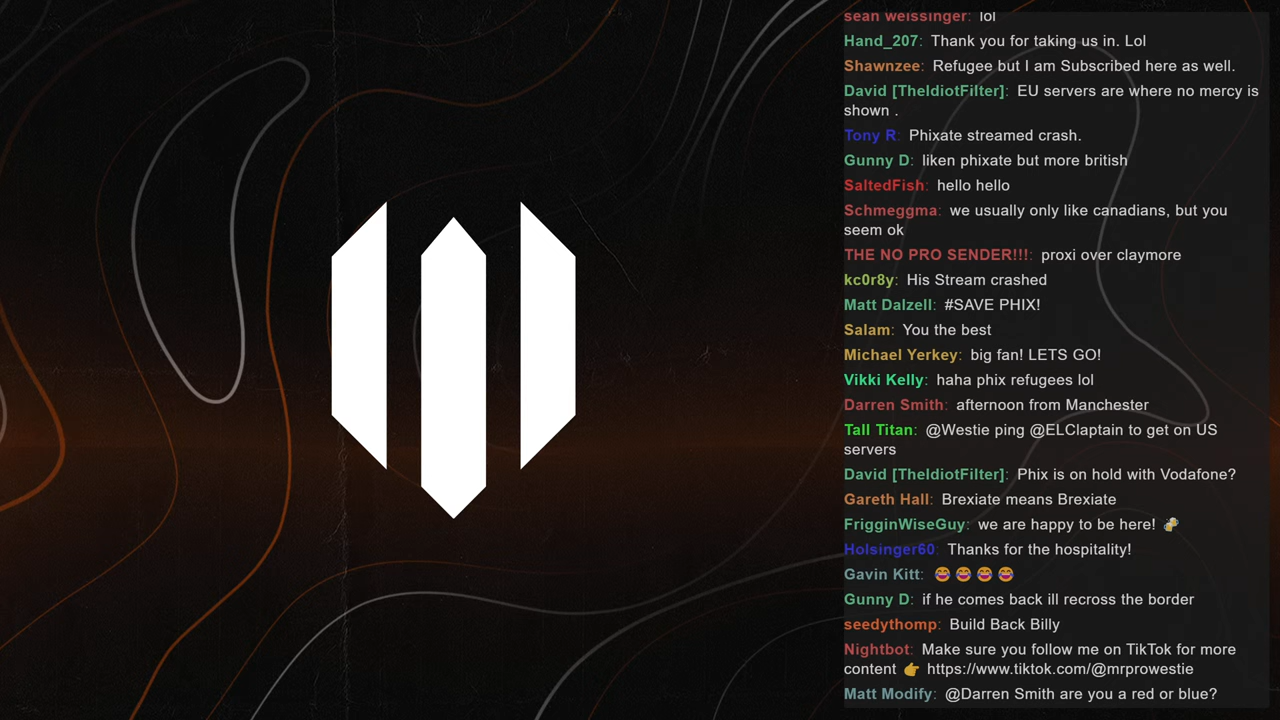 sean weissinger: lol
Hand_207: Thank you for taking us in. Lol
Shawnzee: Refugee but I am Subscribed here as well.
David [TheIdiotFilter]: EU servers are where no mercy is
shown .
Tony R: Phixate streamed crash.
Gunny D: liken phixate but more british
SaltedFish: hello hello
Schmeggma: we usually only like canadians, but you
seem ok
THE NO PRO SENDER!!!: proxi over claymore
kc0r8y: His Stream crashed
Matt Dalzell: #SAVE PHIX!
Salam: You the best
Michael Yerkey: big fan! LETS GO!
Vikki Kelly: haha phix refugees lol
Darren Smith: afternoon from Manchester
Tall Titan: @Westie ping @ELClaptain to get on US
servers
David [TheIdiotFilter]: Phix is on hold with Vodafone?
Gareth Hall: Brexiate means Brexiate
FrigginWiseGuy: we are happy to be here! 🍻
Holsinger60: Thanks for the hospitality!
Gavin Kitt: 😂 😂 😂 😂
Gunny D: if he comes back ill recross the border
seedythomp: Build Back Billy
Nightbot: Make sure you follow me on TikTok for more
content 👉 https://www.tiktok.com/@mrprowestie
Matt Modify: @Darren Smith are you a red or blue?